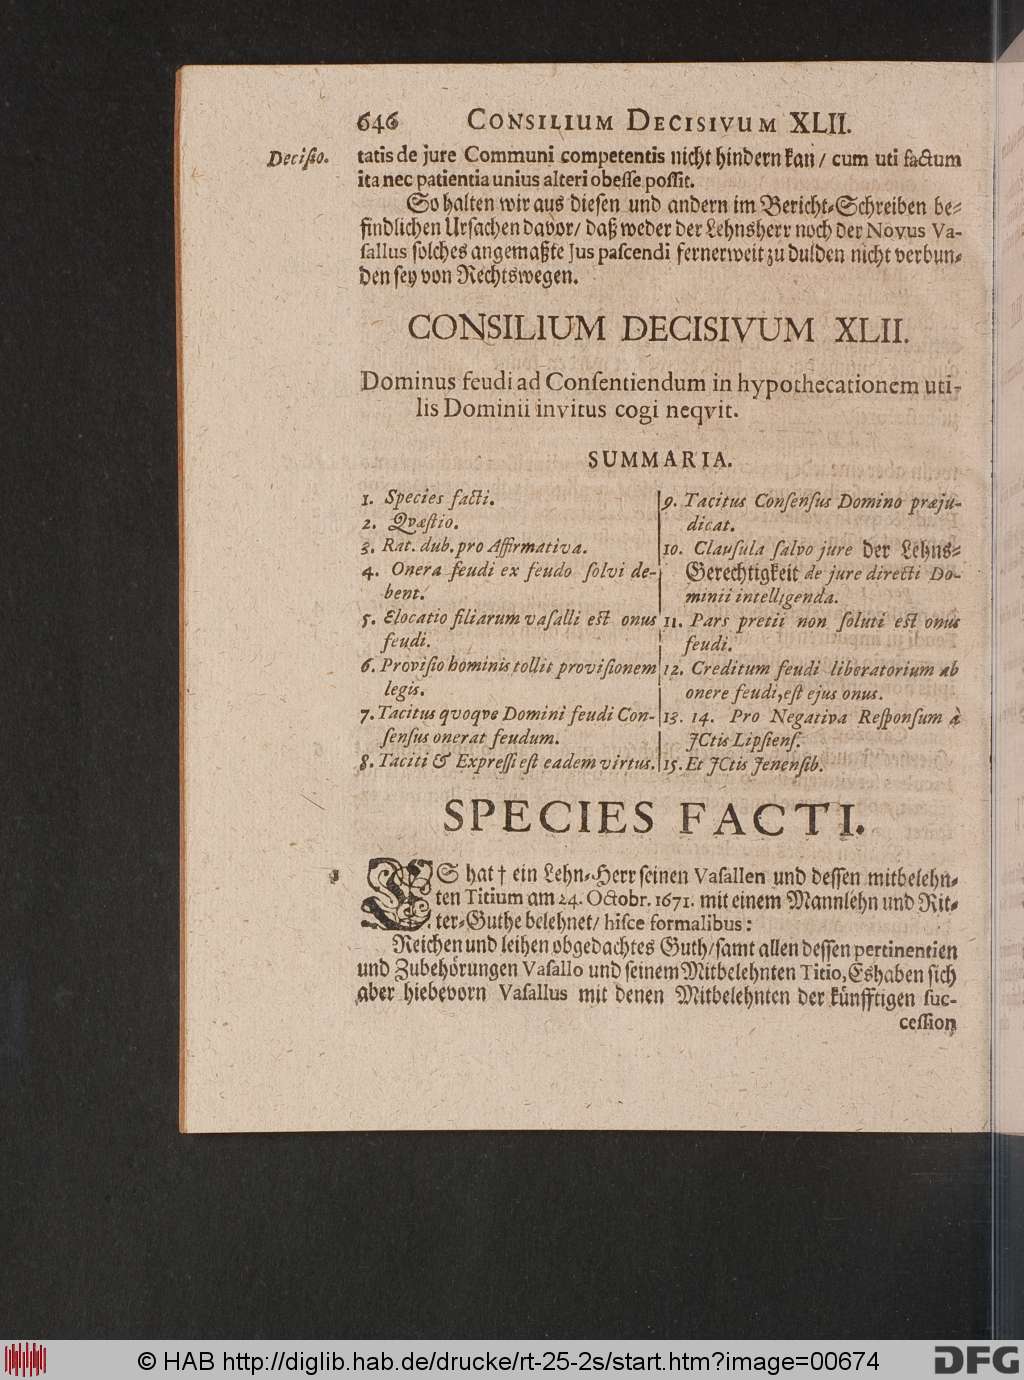 646 CONSILIUM DECISIVUM XLII.
Deciſio. tatis de jure Communi competentis nicht hindern kan / cum uti factum
ita nec patientia unius alteri obeſſe poſſit.
So halten wir aus dieſen und andern im Bericht-Schreiben be-
findlichen Urſachen davor / daß weder der Lehnsherr noch der Novus Va-
ſallus ſolches angemaßte Jus paſcendi fernerweit zu dulden nicht verbun-
den ſey von Rechtswegen.
CONSILIUM DECISIVUM XLII.
Dominus feudi ad Conſentiendum in hypothecationem uti-
lis Dominii invitus cogi neqvit.
SUMMARIA.
1. Species facti.
2. Qvæſtio.
3. Rat. dub. pro Affirmativa.
4. Onera feudi ex feudo ſolvi de-
bent.
5. Elocatio filiarum vaſalli eſt onus
feudi.
6. Proviſio hominis tollit proviſionem
legis.
7. Tacitus qvoqve Domini feudi Con-
ſenſus onerat feudum.
8. Taciti & Expreſſi eſt eadem virtus.
9. Tacitus Conſenſus Domino præju-
dicat.
10. Clauſula ſalvo jure der Lehns-
Gerechtigkeit de jure directi Do-
minii intelligenda.
11. Pars pretii non ſoluti eſt onus
feudi.
12. Creditum feudi liberatorium ab
onere feudi, eſt ejus onus.
13. 14. Pro Negativa Reſponſum à
JCtis Lipſienſ.
15. Et JCtis Jenenſib.
SPECIES FACTI.
ES hat † ein Lehn-Herr ſeinen Vaſallen und deſſen mitbelehn-
ten Titium am 24. Octobr. 1671. mit einem Mannlehn und Rit-
ter-Guthe belehnet / hiſce formalibus:
Reichen und leihen obgedachtes Guth / ſamt allen deſſen pertinentien
und Zubehörungen Vaſallo und ſeinem Mitbelehnten Titio, Es haben ſich
aber hiebevorn Vaſallus mit denen Mitbelehnten der künfftigen ſuc-
ceſſion
© HAB http://diglib.hab.de/drucke/rt-25-2s/start.htm?image=00674
DFG